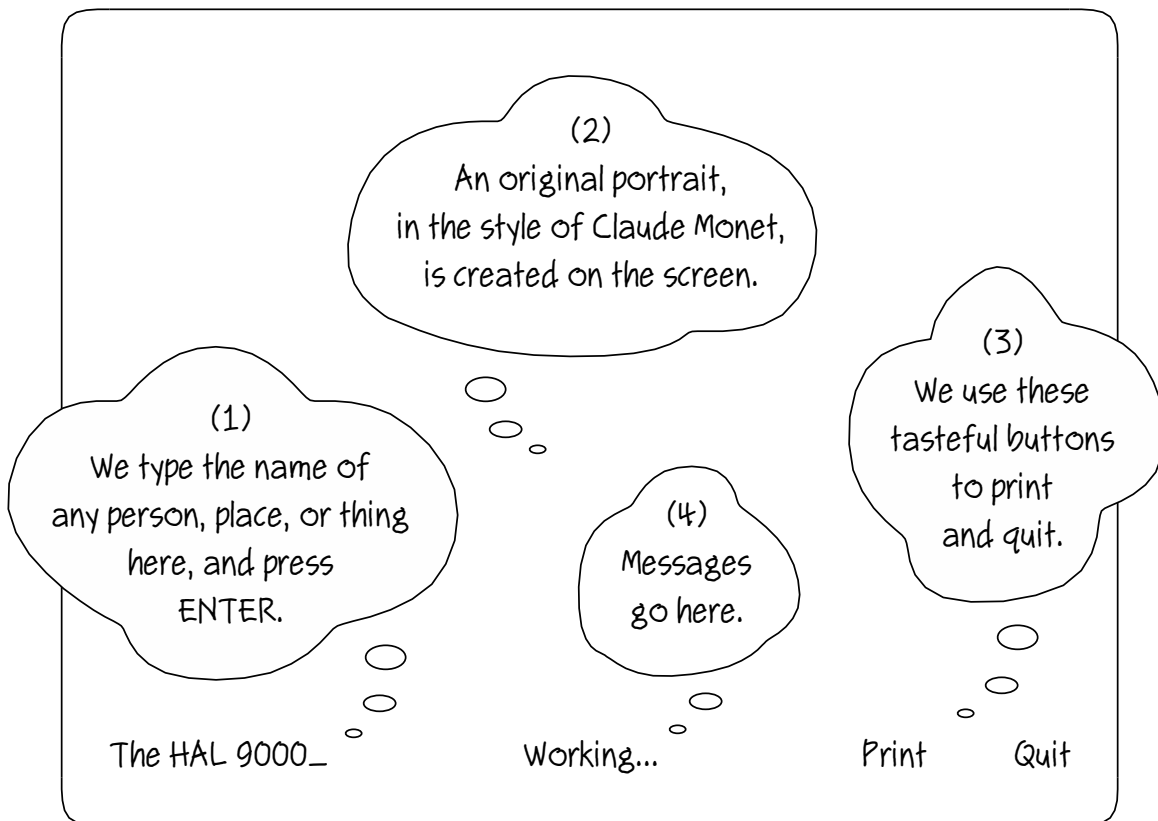 (2)
An original portrait,
in the style of Claude Monet,
is created on the screen.
(3)
We use these
tasteful buttons
to print
and quit.
(1)
We type the name of
any person, place, or thing
here, and press
ENTER.
(4)
Messages
go here.
The HAL 9000_
Working...
Print
Quit